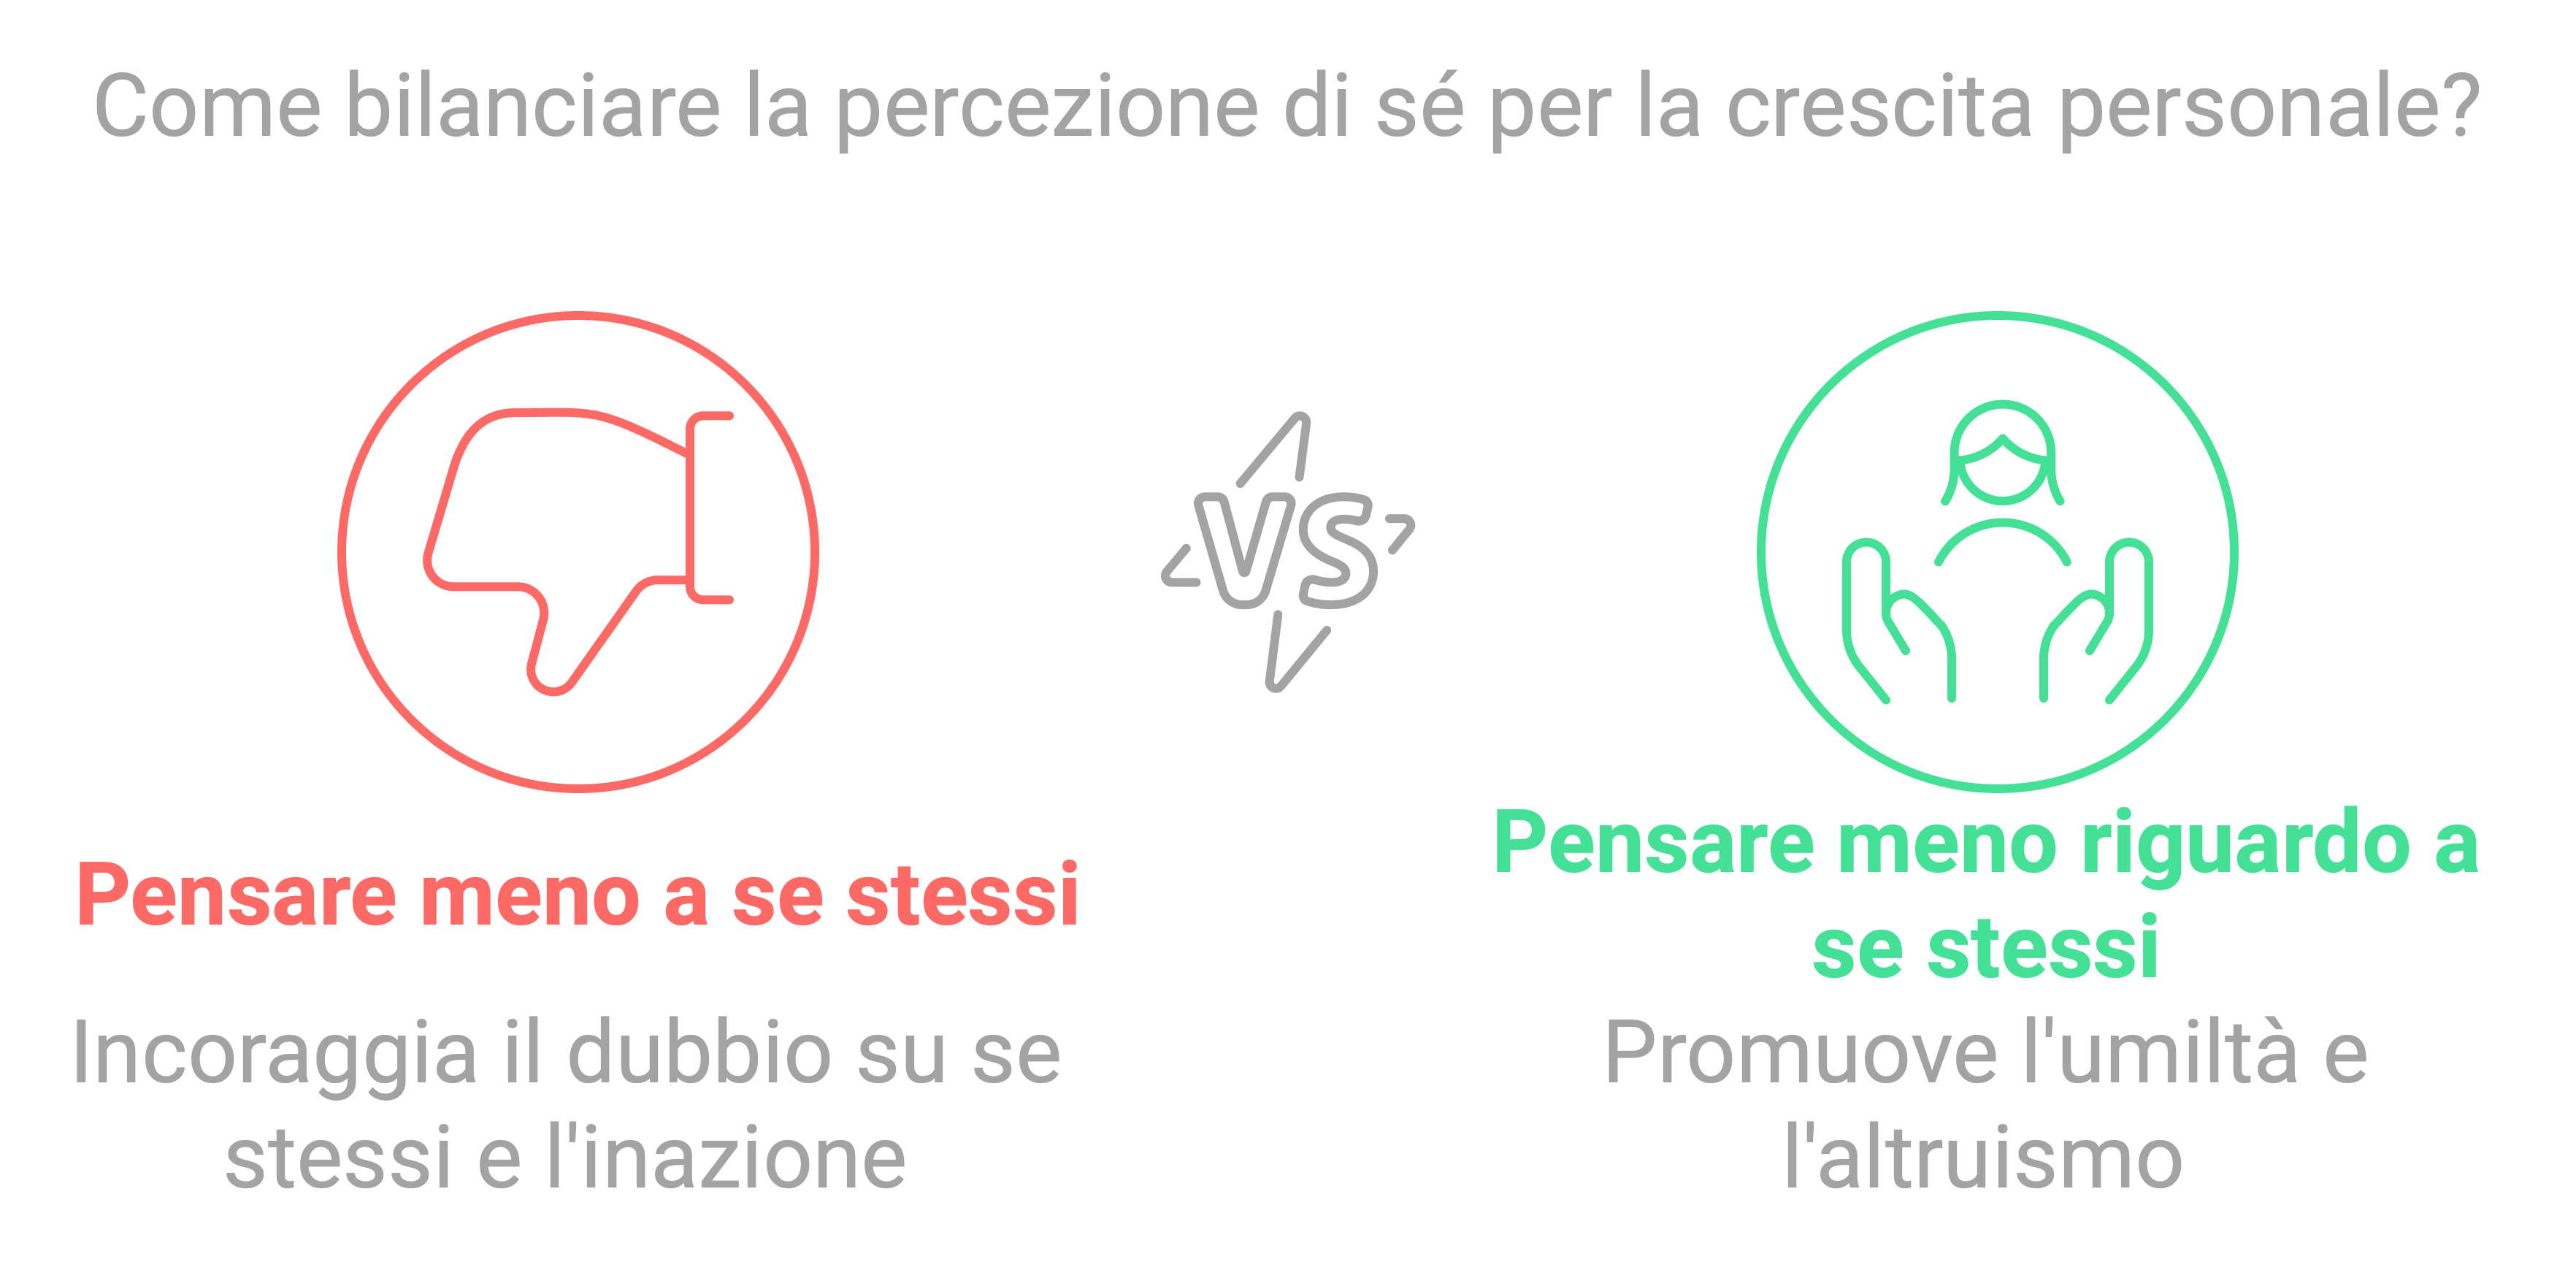 Come bilanciare la percezione di sé per la crescita personale?
VS
Pensare meno a se stessi
Incoraggia il dubbio su se
stessi e l'inazione
Pensare meno riguardo a
se stessi
Promuove l'umiltà e
l'altruismo